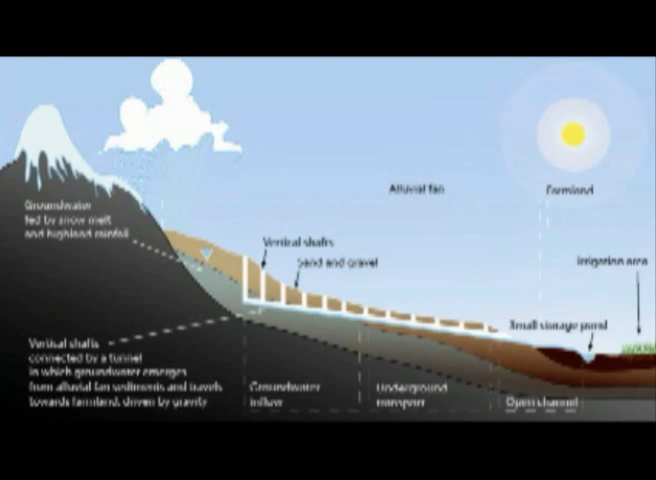 Alluvial fan
Farmland
Groundwater
fed by snow melt
and highland rainfall
Vertical shafts
Sand and gravel
Irrigation area
Small storage pond
Vertical shafts
connected by a tunnel
in which groundwater emerges
from alluvial fan sediments and travels
towards farmland, driven by gravity
Groundwater
inflow
Underground
transport
Open channel